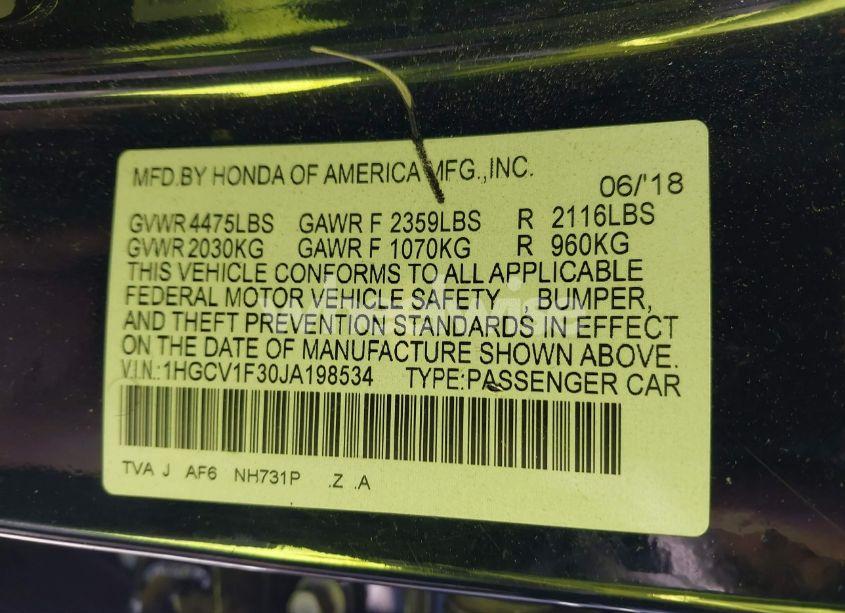 MFD.BY HONDA OF AMERICA MFG.,INC.
06/'18
GVWR 4475LBS GAWR F 2359LBS R 2116LBS
GVWR 2030KG GAWR F 1070KG R 960KG
THIS VEHICLE CONFORMS TO ALL APPLICABLE
FEDERAL MOTOR VEHICLE SAFETY , BUMPER,
AND THEFT PREVENTION STANDARDS IN EFFECT
ON THE DATE OF MANUFACTURE SHOWN ABOVE.
V.I.N.:1HGCV1F30JA198534 TYPE:PASSENGER CAR
TVA J AF6 NH731P .Z .A